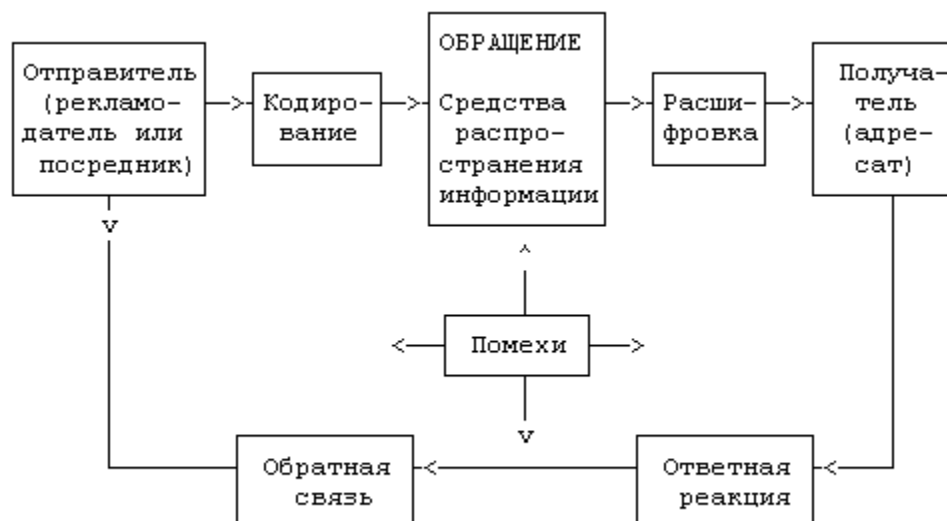 Отправитель
(рекламо-
датель или
посредник)
Кодиро-
вание
ОБРАЩЕНИЕ
Средства
распро-
странения
информации
Расши-
фровка
Получа-
тель
(адре-
сат)
Помехи
Обратная
связь
Ответная
реакция